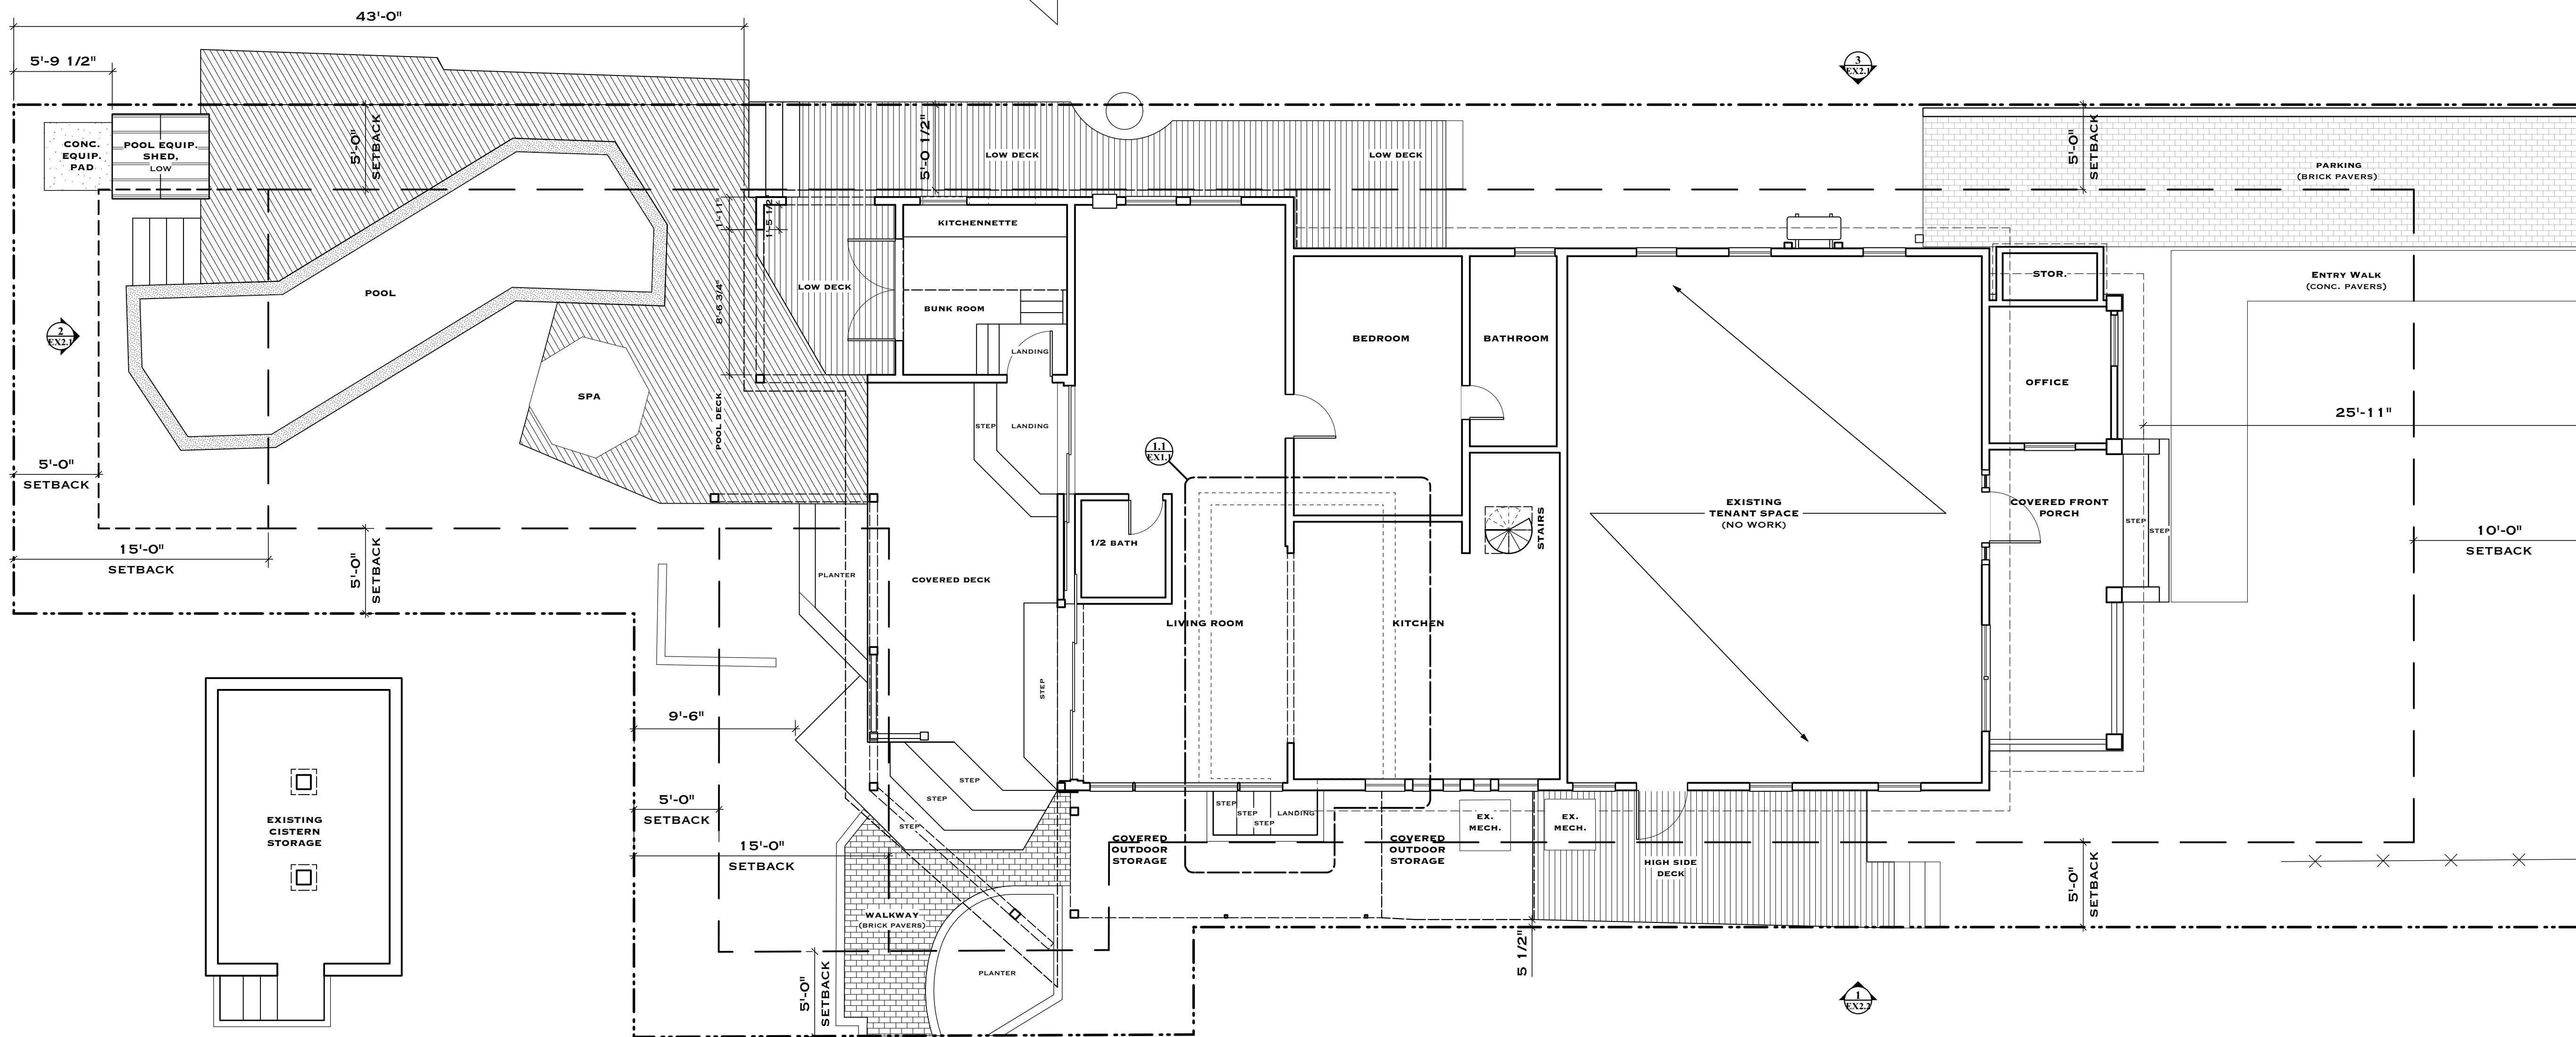 43'-0"
5'-9 1/2"
3
EX2.1
CONC.
EQUIP.
PAD
POOL EQUIP.
SHED,
LOW
5'-0"
SETBACK
5'-0 1/2"
LOW DECK
LOW DECK
5'-0"
SETBACK
PARKING
(BRICK PAVERS)
1'-11"
1'-5 1/2"
KITCHENNETTE
POOL
8'-6 3/4"
LOW DECK
BUNK ROOM
STOR.
ENTRY WALK
(CONC. PAVERS)
2
EX2.1
LANDING
BEDROOM
BATHROOM
OFFICE
SPA
POOL DECK
STEP
LANDING
25'-11"
1.1
EX1.1
5'-0"
SETBACK
EXISTING
TENANT SPACE
(NO WORK)
COVERED FRONT
PORCH
STEP
STEP
STAIRS
1/2 BATH
10'-0"
SETBACK
15'-0"
SETBACK
5'-0"
SETBACK
PLANTER
COVERED DECK
LIVING ROOM
KITCHEN
STEP
9'-6"
5'-0"
SETBACK
STEP
STEP
STEP
STEP
STEP
STEP
LANDING
EX.
MECH.
EX.
MECH.
EXISTING
CISTERN
STORAGE
15'-0"
SETBACK
COVERED
OUTDOOR
STORAGE
COVERED
OUTDOOR
STORAGE
HIGH SIDE
DECK
5'-0"
SETBACK
WALKWAY
(BRICK PAVERS)
5 1/2"
PLANTER
5'-0"
SETBACK
1
EX2.2